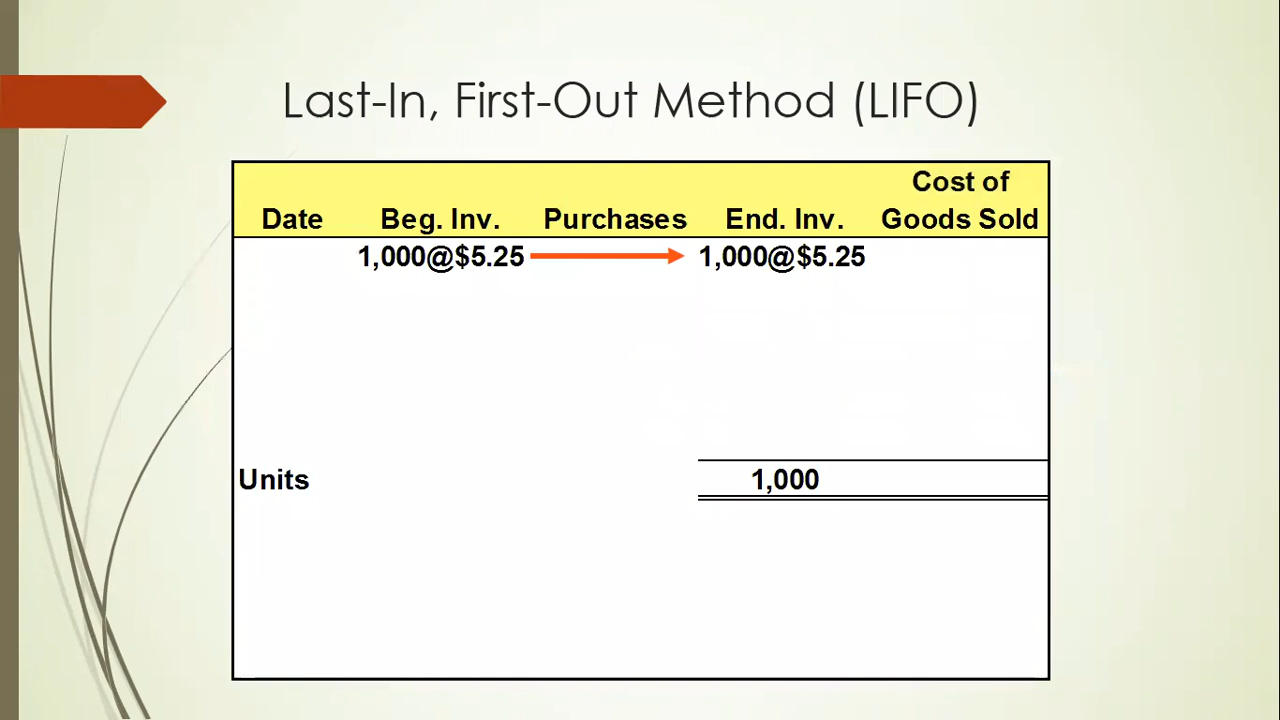 Last-In, First-Out Method (LIFO)
Cost of
Date Beg. Inv. Purchases End. Inv. Goods Sold
1,000@$5.25 1,000@$5.25
Units 1,000